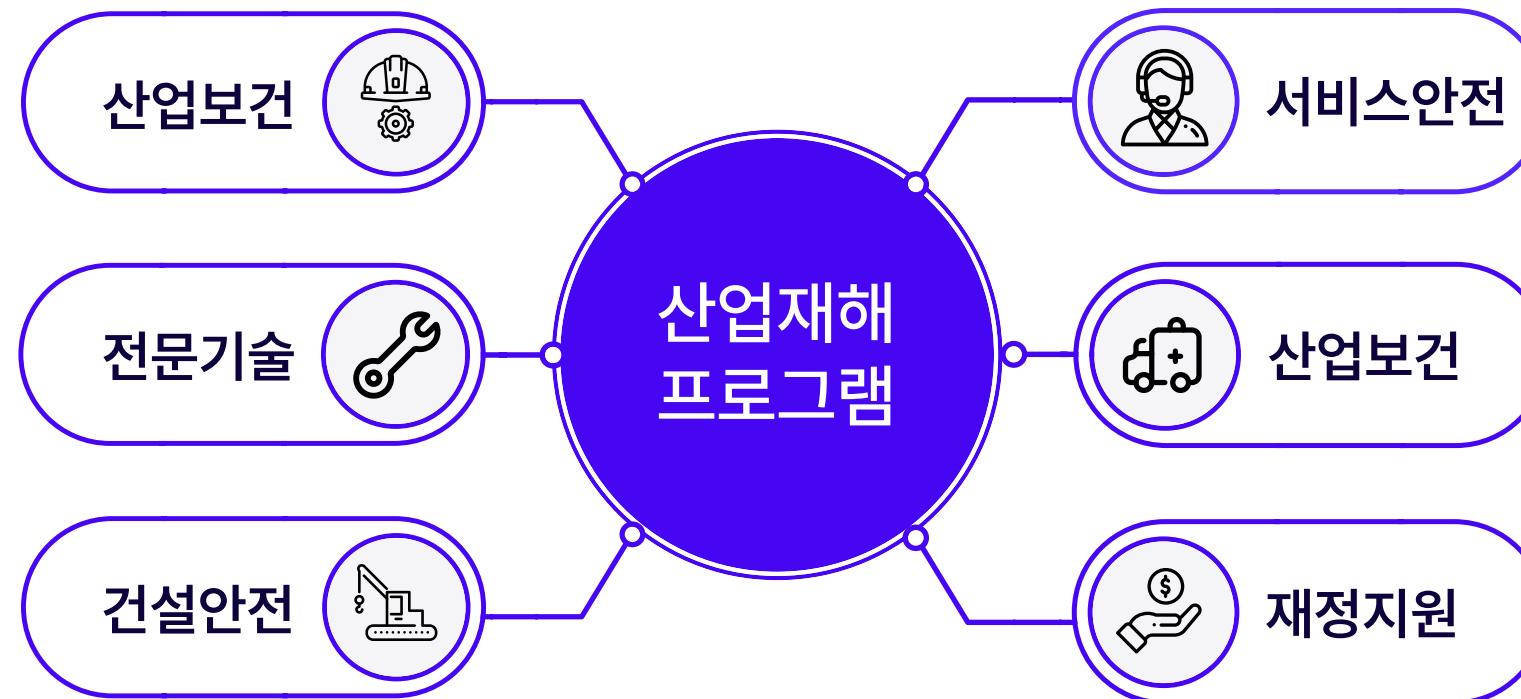 산업보건
서비스안전
산업재해
프로그램
전문기술
산업보건
건설안전
재정지원